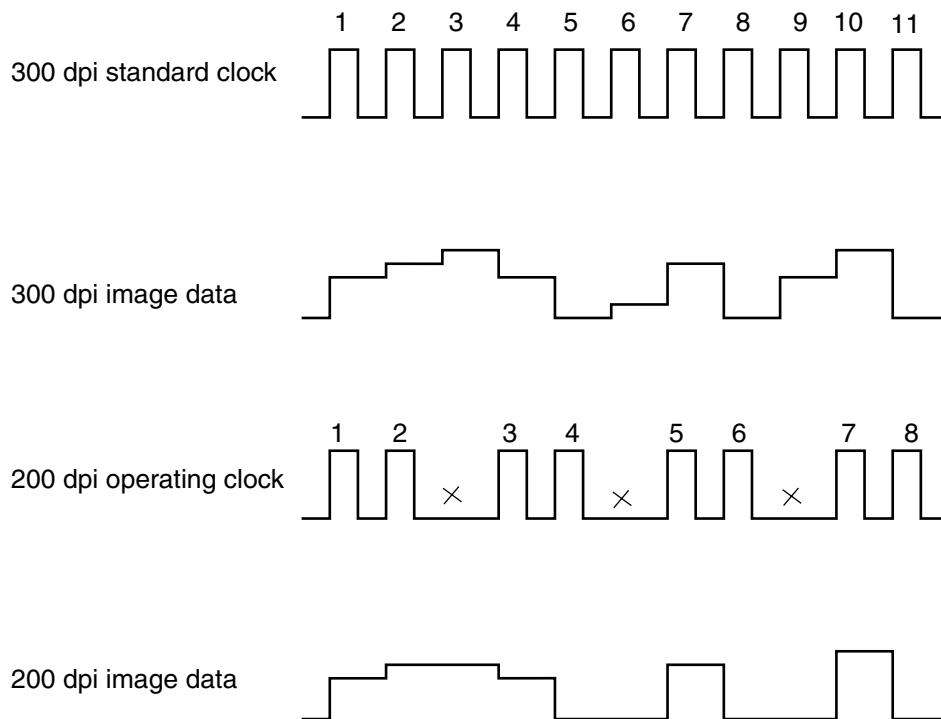 1 2 3 4 5 6 7 8 9 10 11
300 dpi standard clock
300 dpi image data
1 2 3 4 5 6 7 8
200 dpi operating clock
200 dpi image data